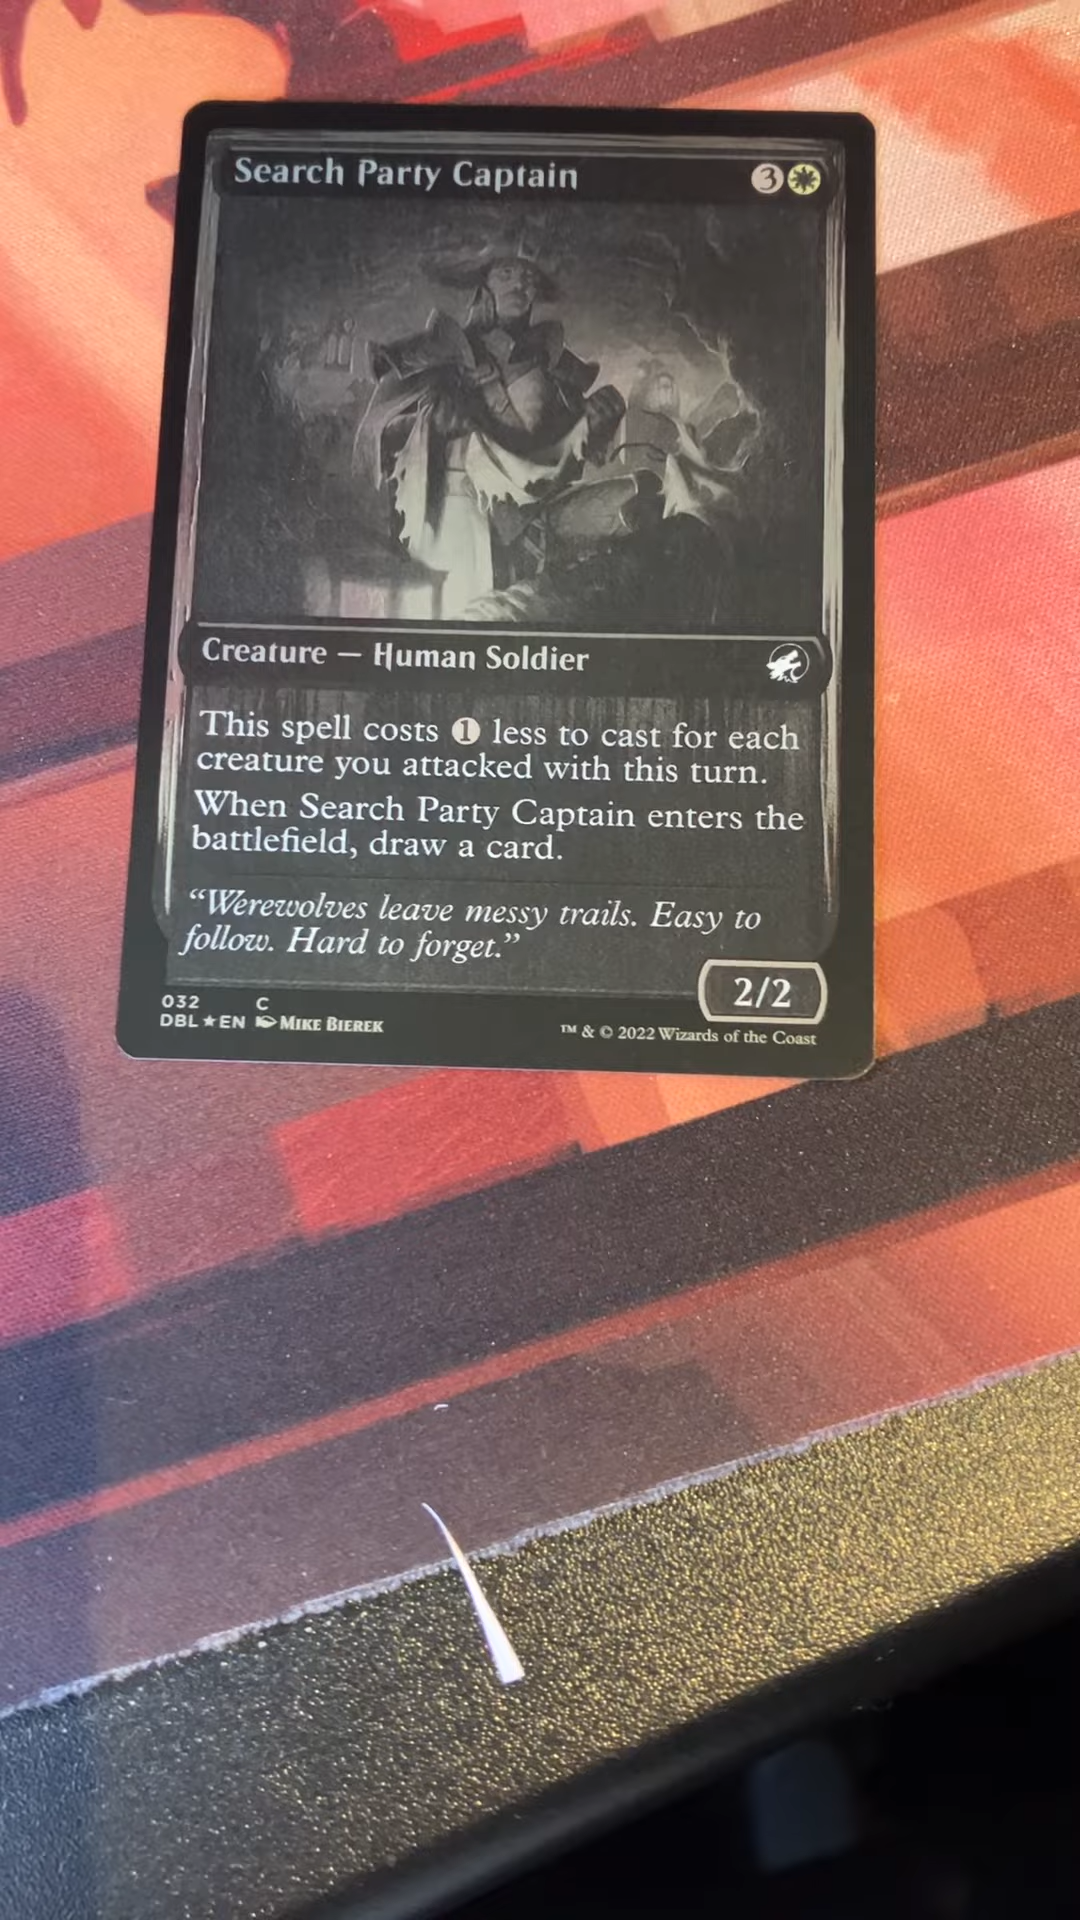 Search Party Captain 3
Creature — Human Soldier
This spell costs 1 less to cast for each
creature you attacked with this turn.
When Search Party Captain enters the
battlefield, draw a card.
“Werewolves leave messy trails. Easy to
follow. Hard to forget.”
2/2
032 C
DBL★EN MIKE BIEREK
™ & © 2022 Wizards of the Coast